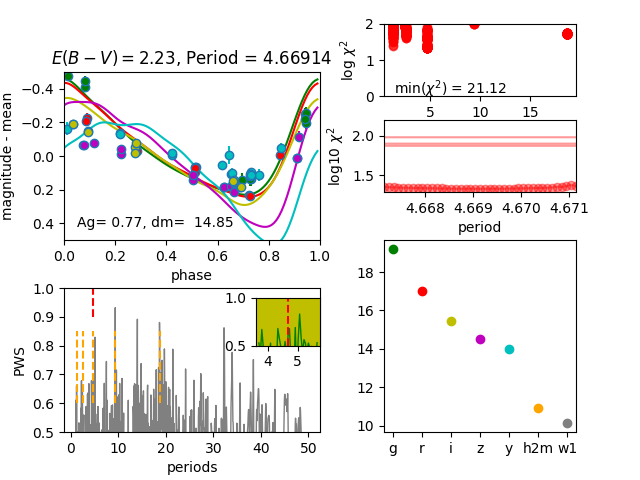 E(B − V) = 2.23, Period = 4.66914
−0.4
−0.2
0.0
0.2
0.4
magnitude - mean
Ag= 0.77, dm=  14.85
0.0 0.2 0.4 0.6 0.8 1.0
phase
2
1
0
log χ²
min(χ²) = 21.12
5 10 15
2.0
1.5
log10 χ²
4.668 4.669 4.670 4.671
period
1.0
0.9
0.8
0.7
0.6
0.5
PWS
1.0
0.5
4 5
0 10 20 30 40 50
periods
18
16
14
12
10
g r i z y h2m w1